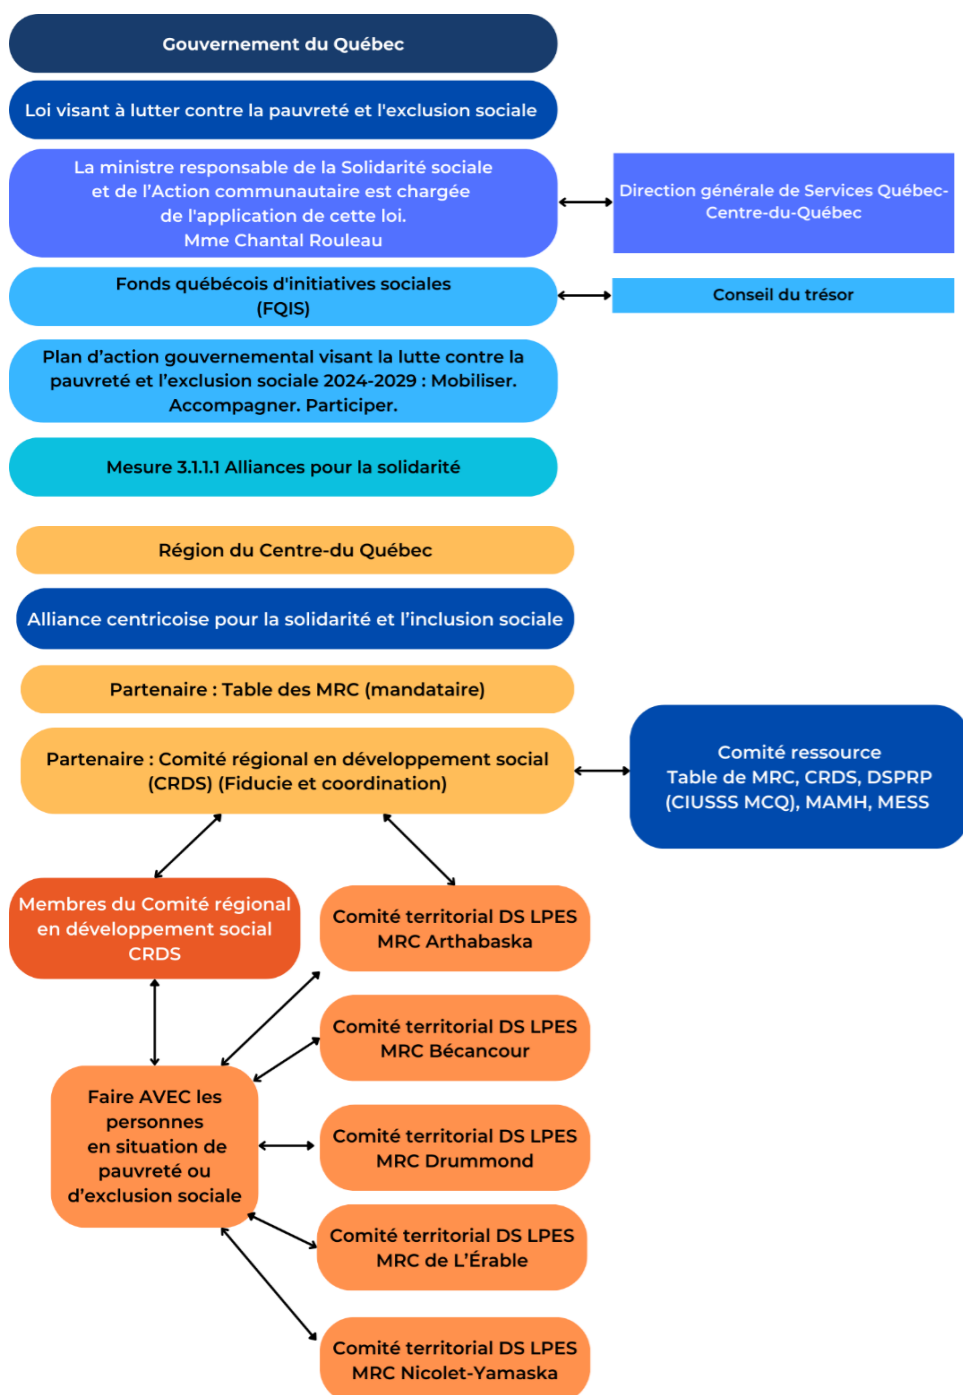 Gouvernement du Québec
Loi visant à lutter contre la pauvreté et l'exclusion sociale
La ministre responsable de la Solidarité sociale
et de l’Action communautaire est chargée
de l'application de cette loi.
Mme Chantal Rouleau
Direction générale de Services Québec-
Centre-du-Québec
Fonds québécois d'initiatives sociales
(FQIS)
Conseil du trésor
Plan d’action gouvernemental visant la lutte contre la
pauvreté et l’exclusion sociale 2024-2029 : Mobiliser.
Accompagner. Participer.
Mesure 3.1.1.1 Alliances pour la solidarité
Région du Centre-du Québec
Alliance centricoise pour la solidarité et l’inclusion sociale
Partenaire : Table des MRC (mandataire)
Partenaire : Comité régional en développement social
(CRDS) (Fiducie et coordination)
Comité ressource
Table de MRC, CRDS, DSPRP
(CIUSSS MCQ), MAMH, MESS
Membres du Comité régional
en développement social
CRDS
Comité territorial DS LPES
MRC Arthabaska
Comité territorial DS LPES
MRC Bécancour
Faire AVEC les
personnes
en situation de
pauvreté ou
d’exclusion sociale
Comité territorial DS LPES
MRC Drummond
Comité territorial DS LPES
MRC de L’Érable
Comité territorial DS LPES
MRC Nicolet-Yamaska